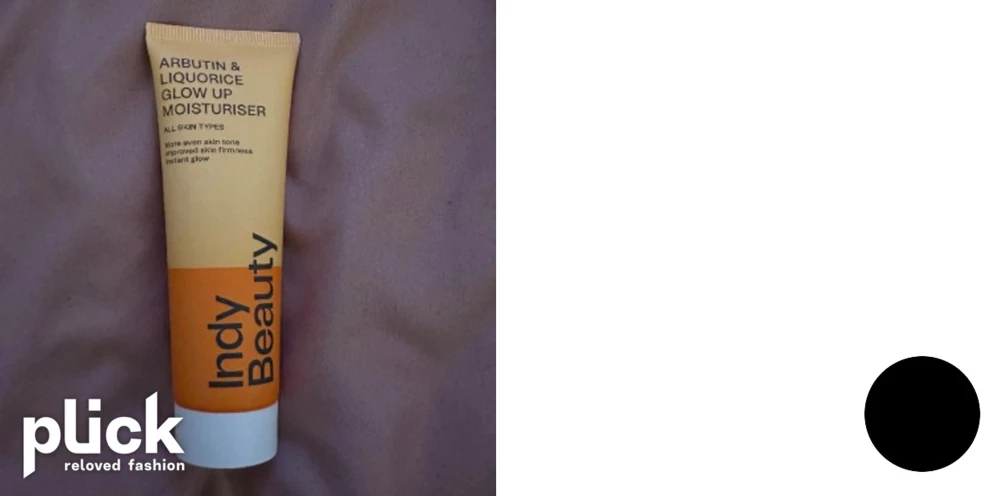 ARBUTIN &
LIQUORICE
GLOW UP
MOISTURISER
ALL SKIN TYPES
More even skin tone
Improved skin firmness
Instant glow
Indy
Beauty
plick
reloved fashion